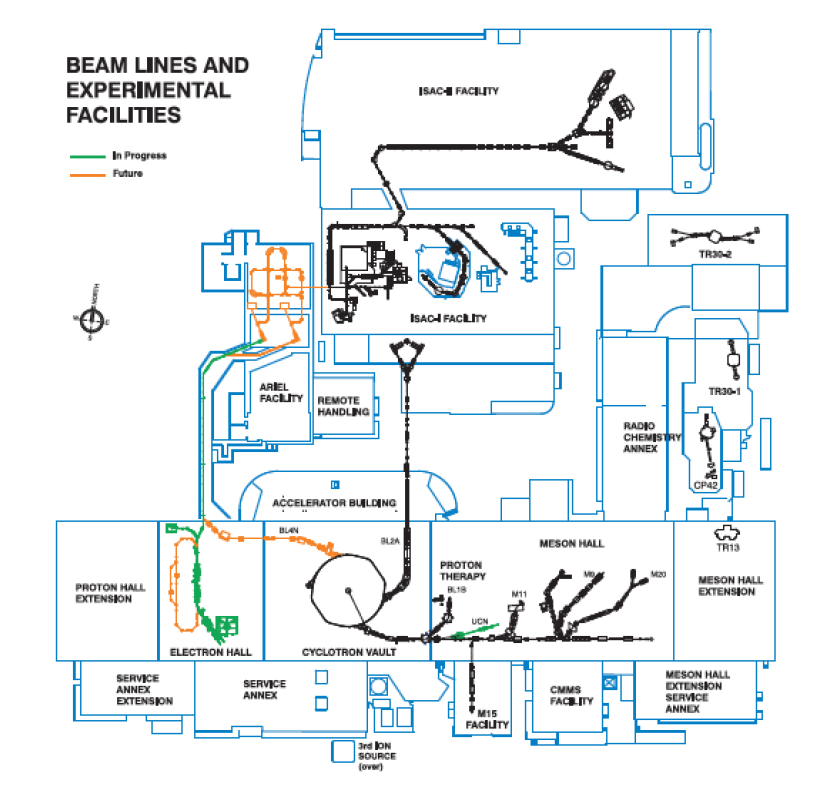 BEAM LINES AND
EXPERIMENTAL
FACILITIES
In Progress
Future
ISAC-II FACILITY
TR30-2
NORTH
W
E
S
ISAC-I FACILITY
ARIEL
FACILITY
REMOTE
HANDLING
TR30-1
RADIO
CHEMISTRY
ANNEX
CP42
ACCELERATOR BUILDING
BL4N
BL2A
MESON HALL
TR13
PROTON
THERAPY
BL1B
M11
M9
M20
UCN
PROTON HALL
EXTENSION
MESON HALL
EXTENSION
ELECTRON HALL
CYCLOTRON VAULT
SERVICE
ANNEX
EXTENSION
SERVICE
ANNEX
M15
FACILITY
CMMS
FACILITY
MESON HALL
EXTENSION
SERVICE
ANNEX
3rd ION
SOURCE
(over)